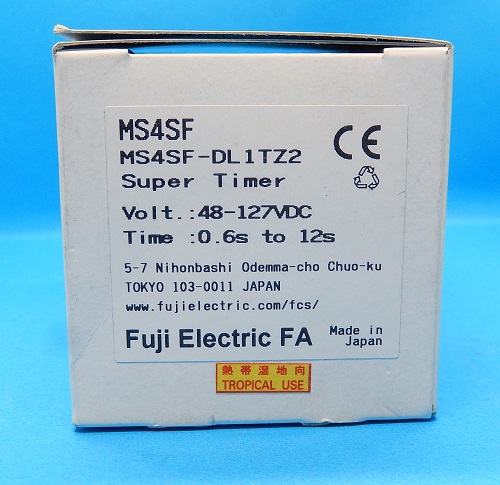 MS4SF
MS4SF-DL1TZ2
Super Timer
CE
Volt.:48-127VDC
Time :0.6s to 12s
5-7 Nihonbashi Odemma-cho Chuo-ku
TOKYO 103-0011 JAPAN
www.fujielectric.com/fcs/
Fuji Electric FA
Made in
Japan
熱帯湿地向
TROPICAL USE